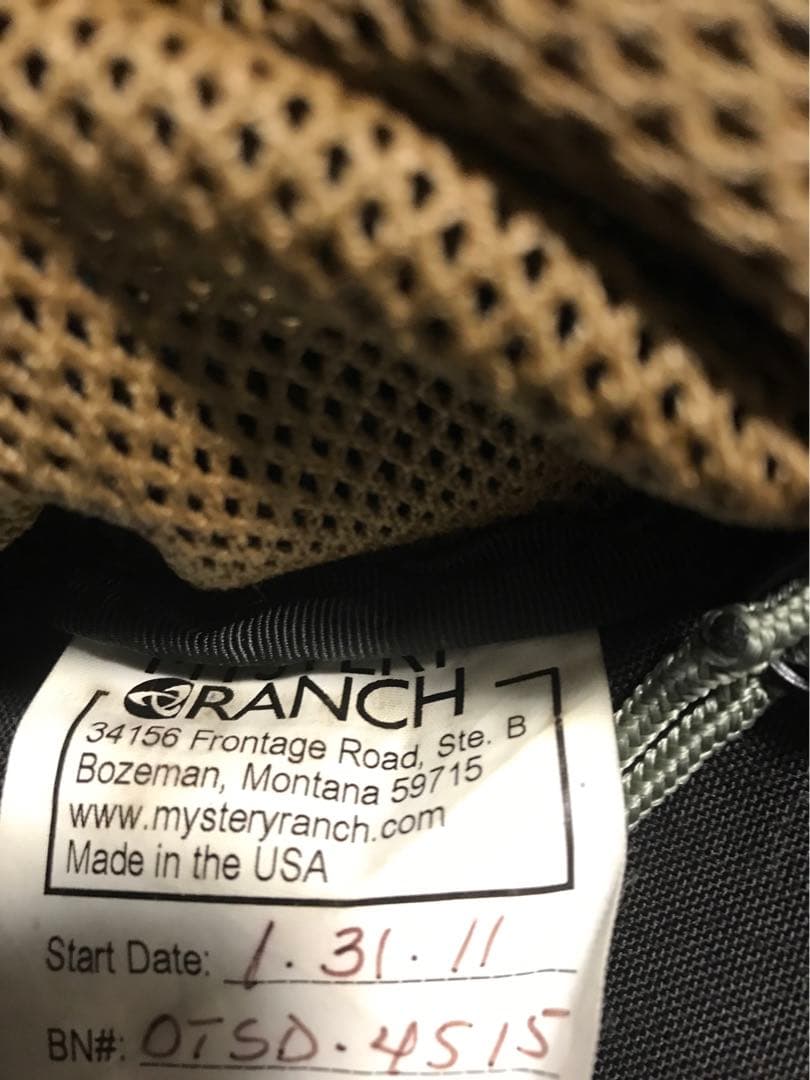 MYSTERY
RANCH
34156 Frontage Road, Ste. B
Bozeman, Montana 59715
www.mysteryranch.com
Made in the USA
Start Date: 1.31.11
BN#: OTSD.4515